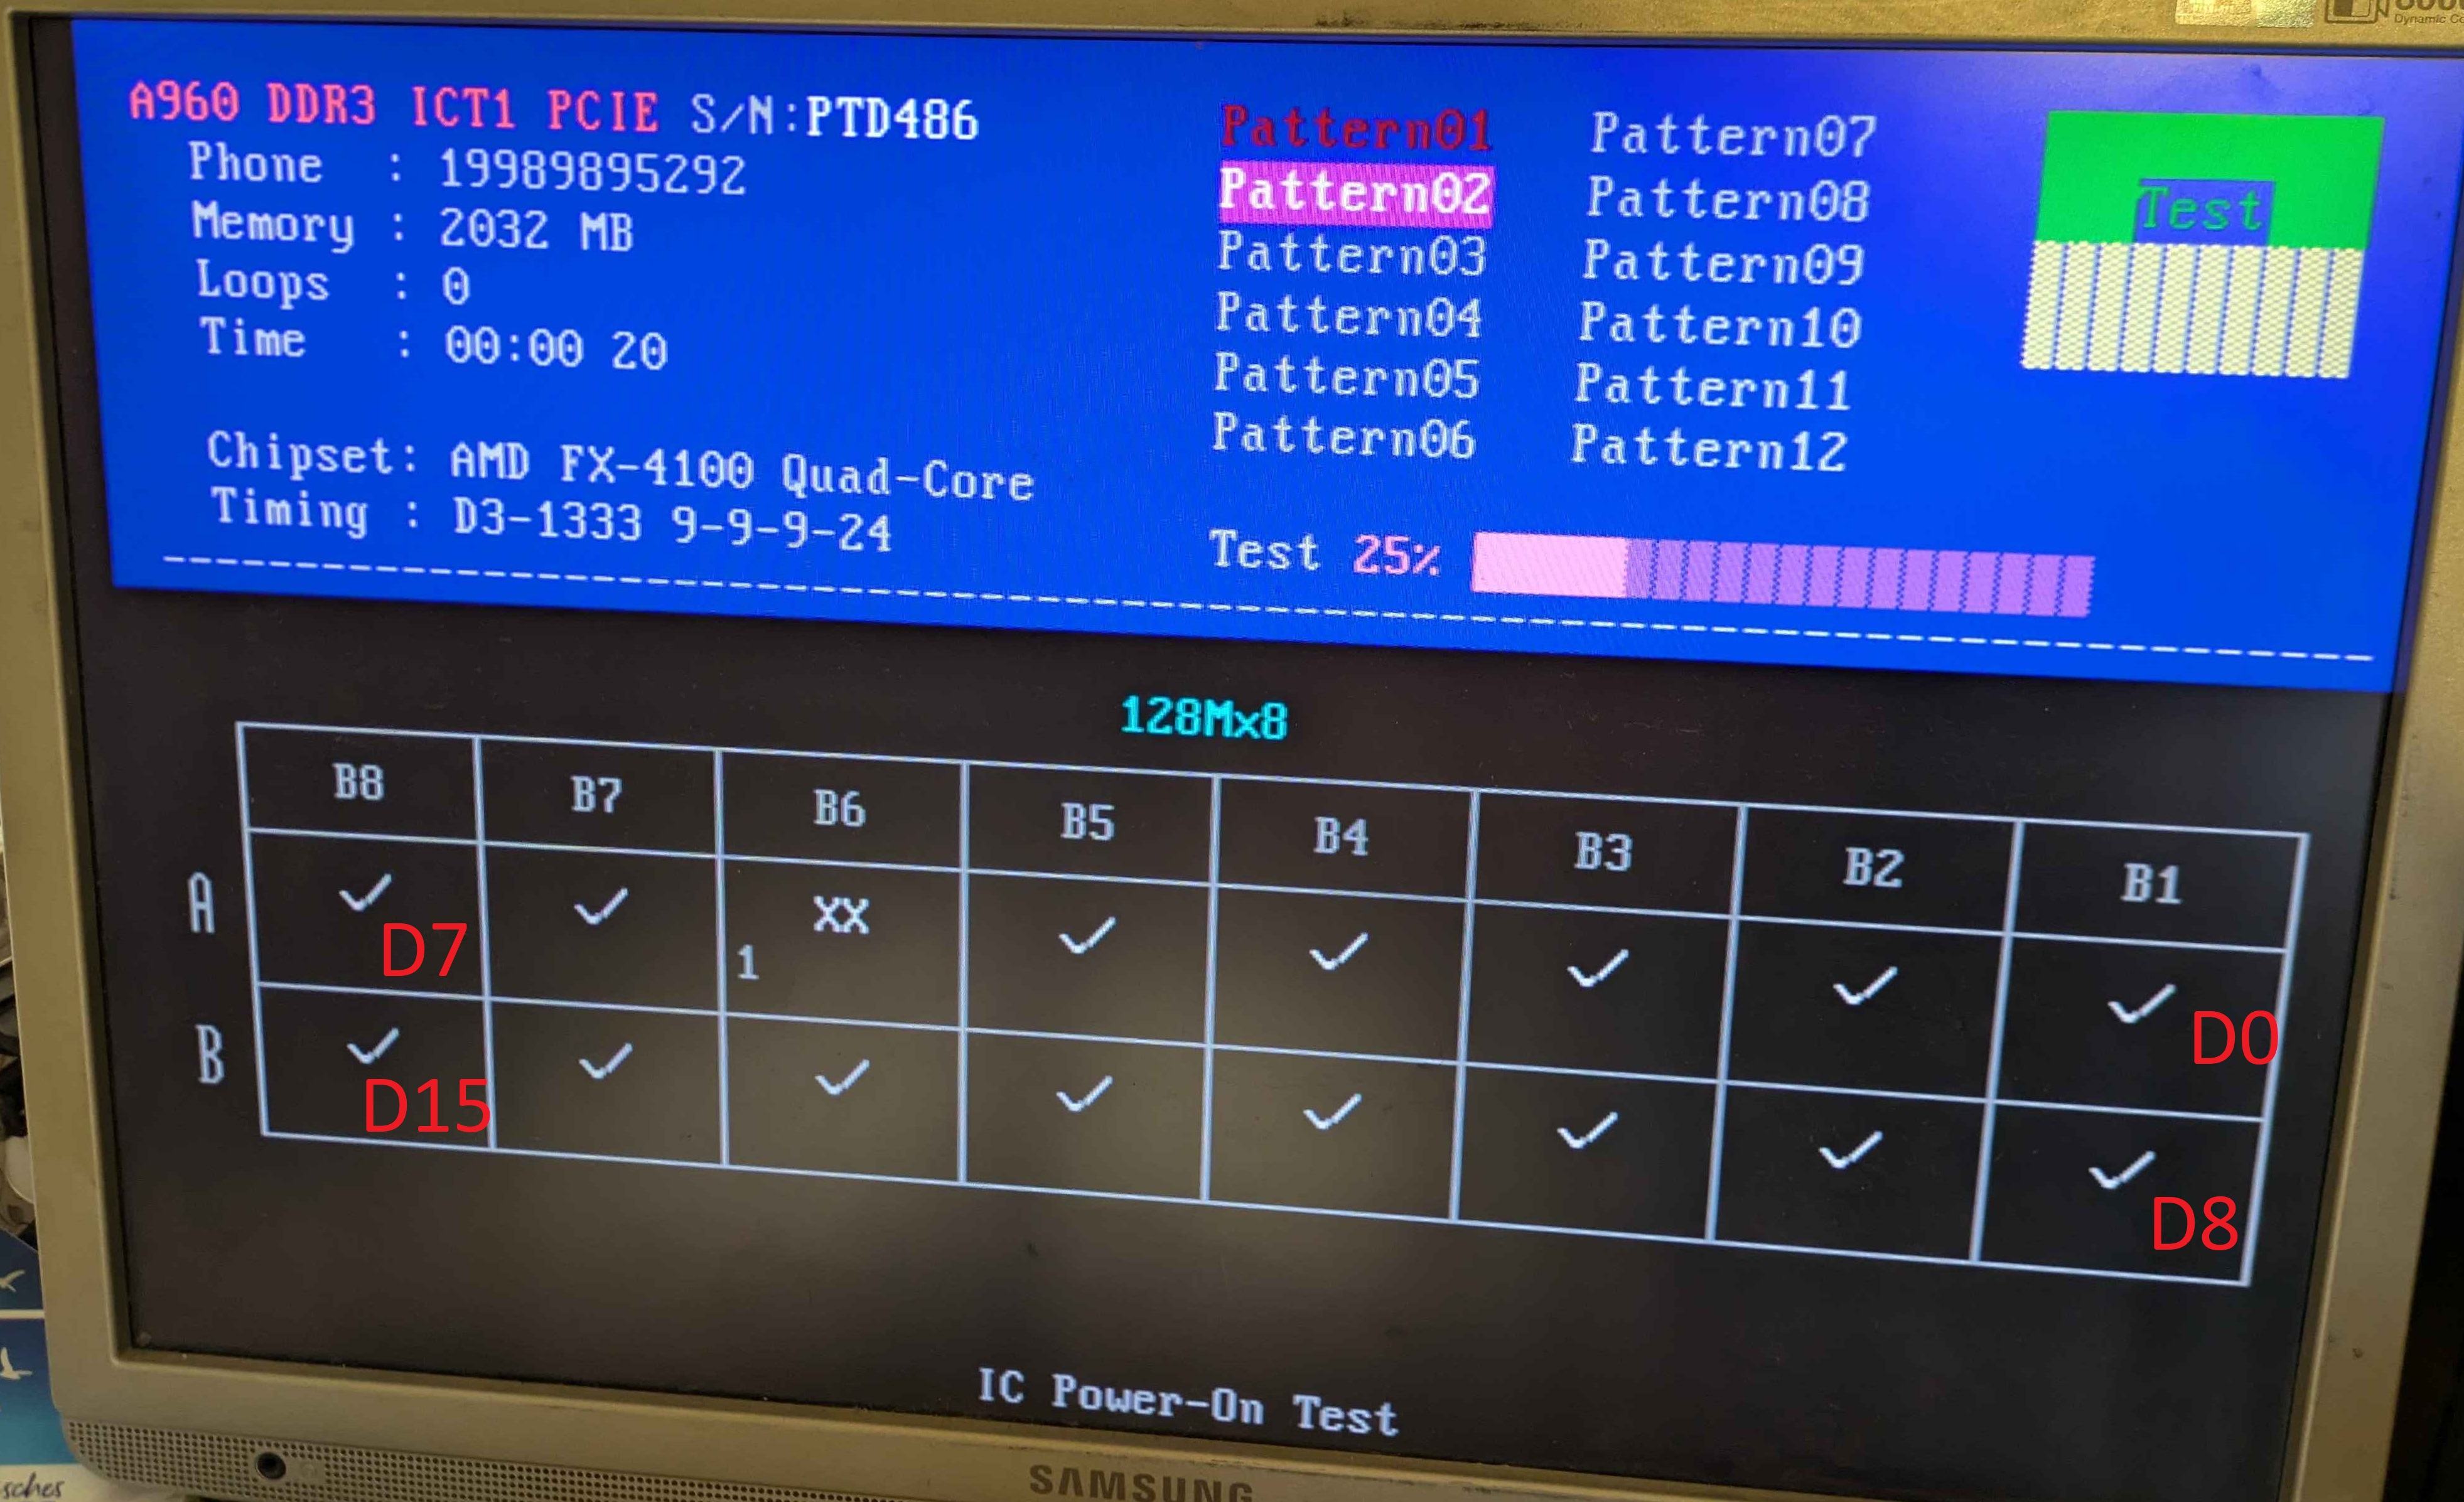 Dynamic
A960 DDR3 ICT1 PCIE S/N:PTD486
Phone : 19989895292
Memory : 2032 MB
Loops : 0
Time : 00:00 20
Chipset: AMD FX-4100 Quad-Core
Timing : D3-1333 9-9-9-24
Pattern01
Pattern02
Pattern03
Pattern04
Pattern05
Pattern06
Pattern07
Pattern08
Pattern09
Pattern10
Pattern11
Pattern12
Test
Test 25%
128Mx8
B8 B7 B6 B5 B4 B3 B2 B1
A ✓ ✓ XX ✓ ✓ ✓ ✓ ✓
D7 1 D0
B ✓ ✓ ✓ ✓ ✓ ✓ ✓ ✓
D15 D8
IC Power-On Test
SAMSUNG
sches